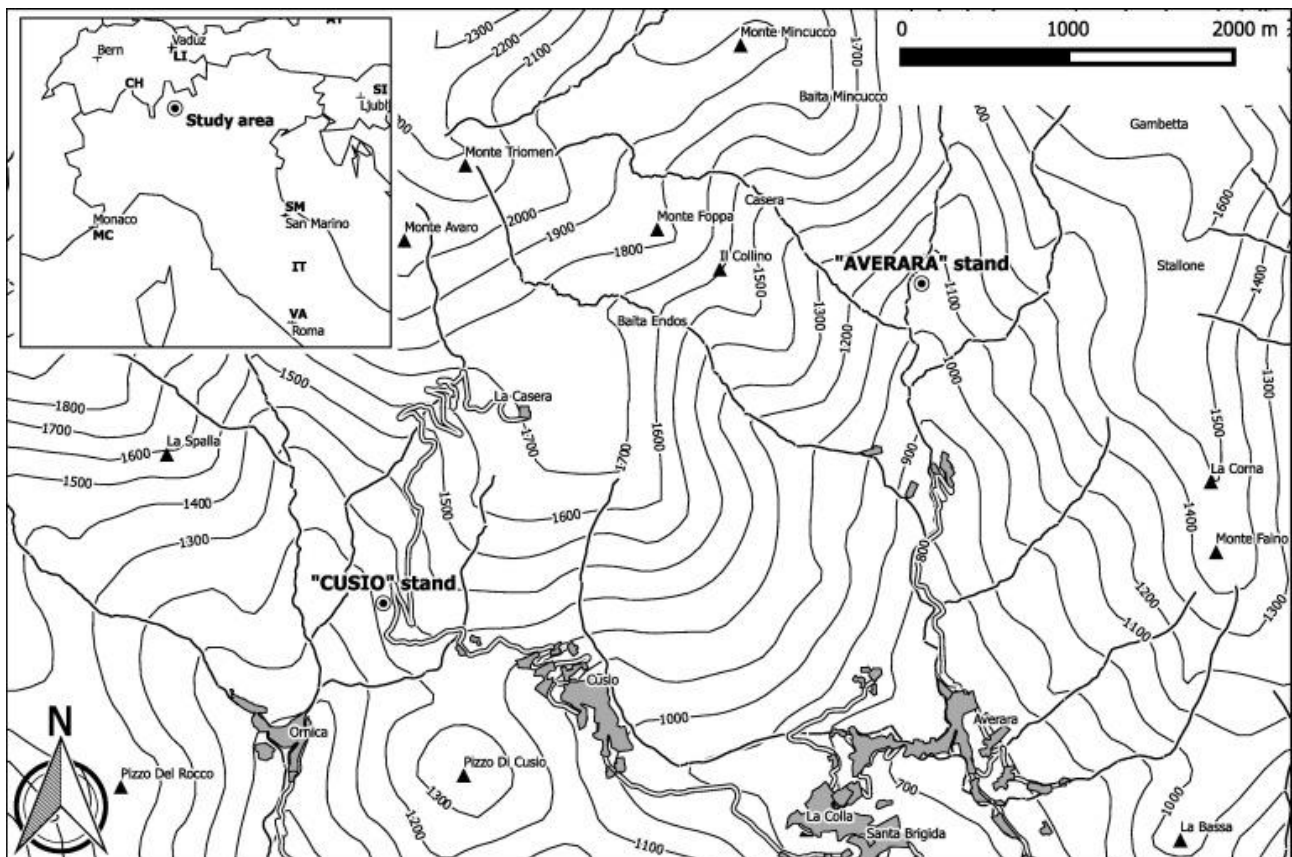 AT
Bern
Vaduz
LI
CH
SI
Ljubl
Study area
Monaco
MC
SM
San Marino
IT
VA
Roma
0
1000
2000 m
2300
2200
2100
Monte Mincucco
1700
Baita Mincucco
Gambetta
Monte Triomen
1600
Casera
2000
Monte Foppa
Monte Avaro
1900
1800
Il Collino
"AVERARA" stand
Stallone
1500
1100
1400
Baita Endos
1300
1200
1000
1300
1500
La Casera
1800
1700
1700
1600
La Spalla
1600
1700
1500
900
La Corna
1500
1400
1500
1600
1400
1300
800
Monte Faino
"CUSIO" stand
1200
1300
1100
Cusio
1000
Averara
Ornica
Pizzo Di Cusio
N
Pizzo Del Rocco
1300
700
1000
1200
La Colla
La Bassa
1100
Santa Brigida